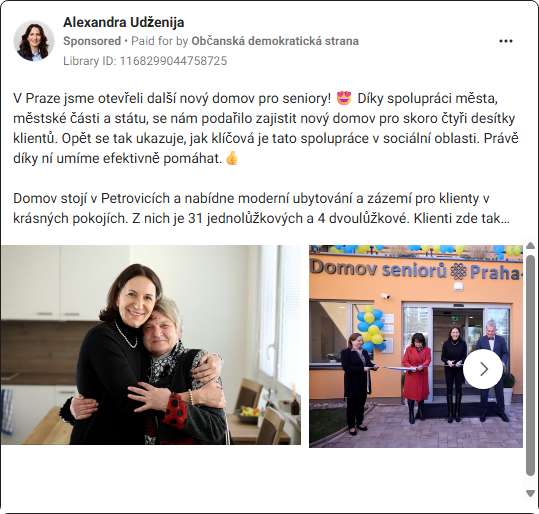 Alexandra Udženija
Sponsored • Paid for by Občanská demokratická strana
Library ID: 1168299044758725
V Praze jsme otevřeli další nový domov pro seniory! 😍 Díky spolupráci města,
městské části a státu, se nám podařilo zajistit nový domov pro skoro čtyři desítky
klientů. Opět se tak ukazuje, jak klíčová je tato spolupráce v sociální oblasti. Právě
díky ní umíme efektivně pomáhat. 👍
Domov stojí v Petrovicích a nabídne moderní ubytování a zázemí pro klienty v
krásných pokojích. Z nich je 31 jednolůžkových a 4 dvoulůžkové. Klienti zde tak...
Domov seniorů Praha-